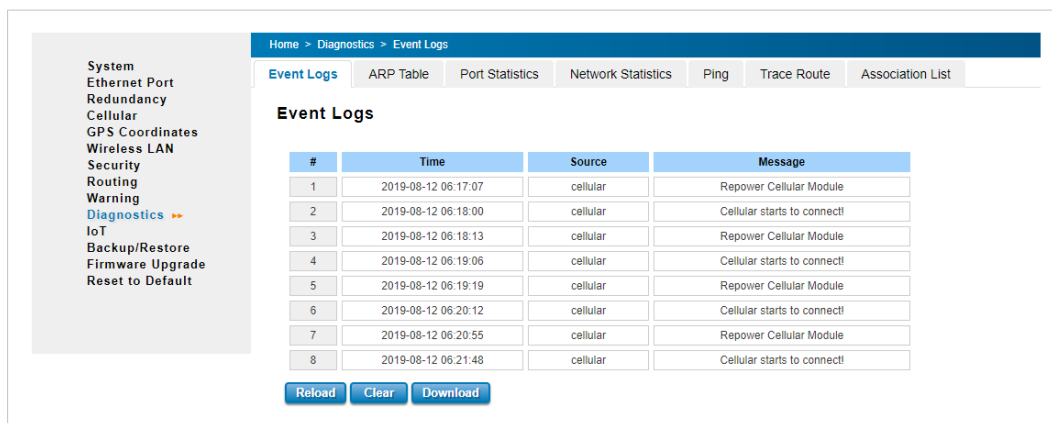 Home > Diagnostics > Event Logs
System
Ethernet Port
Redundancy
Cellular
GPS Coordinates
Wireless LAN
Security
Routing
Warning
Diagnostics
IoT
Backup/Restore
Firmware Upgrade
Reset to Default
Event Logs ARP Table Port Statistics Network Statistics Ping Trace Route Association List
Event Logs
# Time Source Message
1 2019-08-12 06:17:07 cellular Repower Cellular Module
2 2019-08-12 06:18:00 cellular Cellular starts to connect!
3 2019-08-12 06:18:13 cellular Repower Cellular Module
4 2019-08-12 06:19:06 cellular Cellular starts to connect!
5 2019-08-12 06:19:19 cellular Repower Cellular Module
6 2019-08-12 06:20:12 cellular Cellular starts to connect!
7 2019-08-12 06:20:55 cellular Repower Cellular Module
8 2019-08-12 06:21:48 cellular Cellular starts to connect!
Reload Clear Download